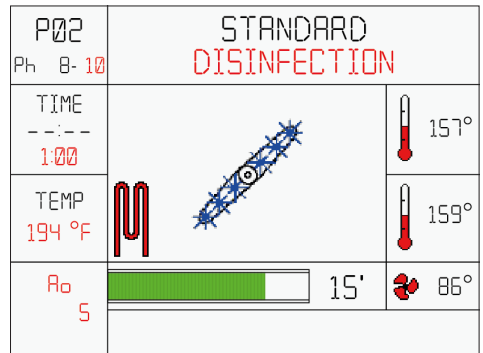 P02
Ph 8-10
STANDARD
DISINFECTION
TIME
--:--
1:00
157°
TEMP
194 °F
159°
Ao
5
15'
86°